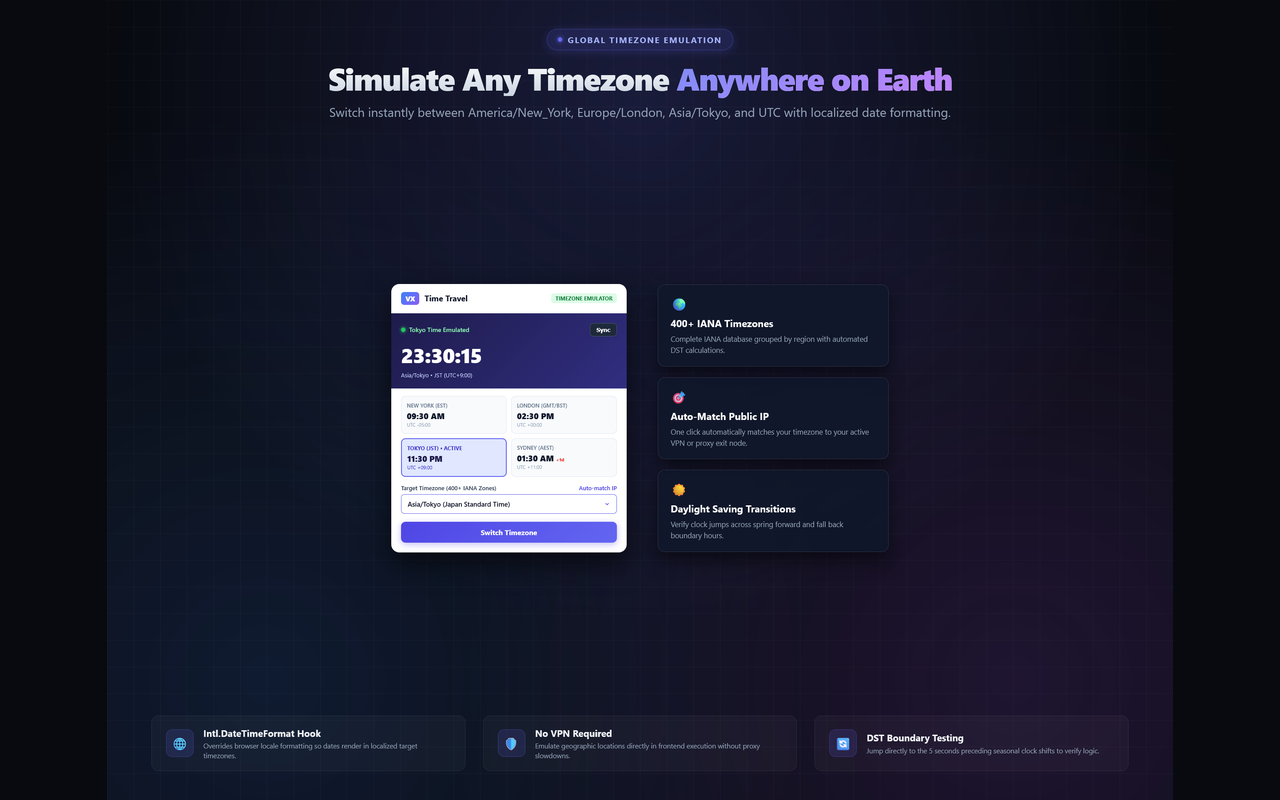 GLOBAL TIMEZONE EMULATION
Simulate Any Timezone Anywhere on Earth
Switch instantly between America/New_York, Europe/London, Asia/Tokyo, and UTC with localized date formatting.
VX Time Travel TIMEZONE EMULATOR
Tokyo Time Emulated Sync
23:30:15
Asia/Tokyo • JST (UTC+9:00)
NEW YORK (EST)
09:30 AM
UTC -05:00
LONDON (GMT/BST)
02:30 PM
UTC +00:00
TOKYO (JST) • ACTIVE
11:30 PM
UTC +09:00
SYDNEY (AEST)
01:30 AM +1d
UTC +11:00
Target Timezone (400+ IANA Zones) Auto-match IP
Asia/Tokyo (Japan Standard Time)
Switch Timezone
400+ IANA Timezones
Complete IANA database grouped by region with automated
DST calculations.
Auto-Match Public IP
One click automatically matches your timezone to your active
VPN or proxy exit node.
Daylight Saving Transitions
Verify clock jumps across spring forward and fall back
boundary hours.
Intl.DateTimeFormat Hook
Overrides browser locale formatting so dates render in localized target
timezones.
No VPN Required
Emulate geographic locations directly in frontend execution without proxy
slowdowns.
DST Boundary Testing
Jump directly to the 5 seconds preceding seasonal clock shifts to verify logic.